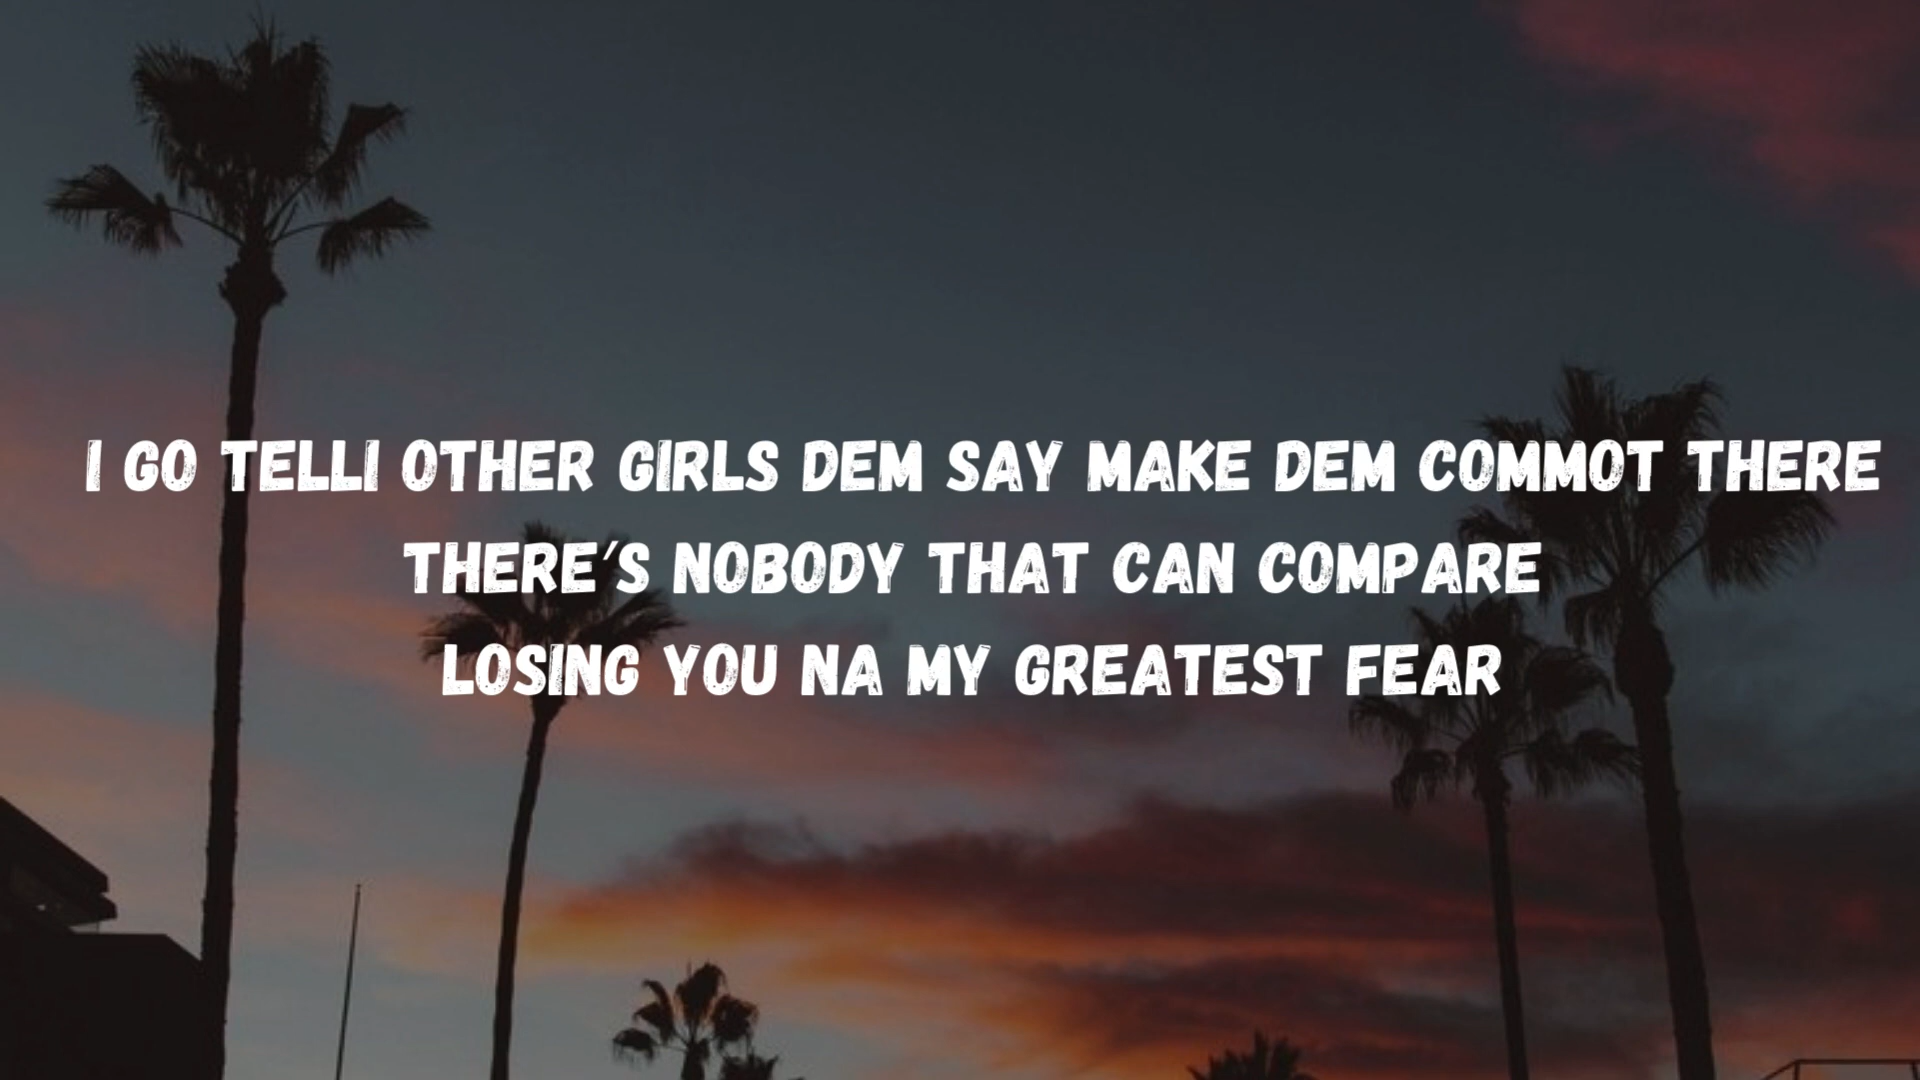 I GO TELLI OTHER GIRLS DEM SAY MAKE DEM COMMOT THERE
THERE'S NOBODY THAT CAN COMPARE
LOSING YOU NA MY GREATEST FEAR